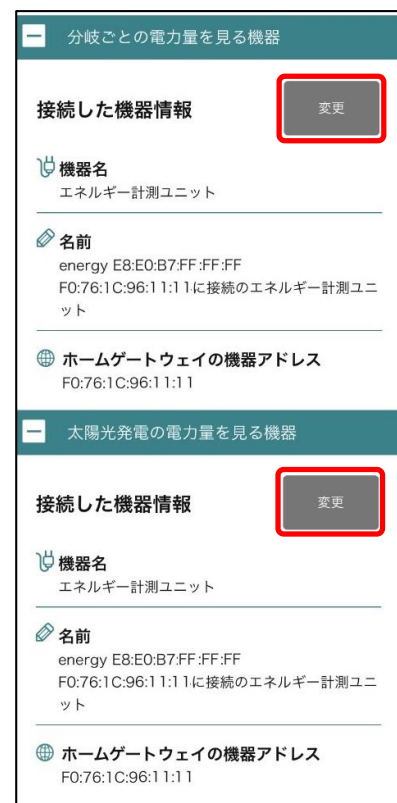 分岐ごとの電力量を見る機器
接続した機器情報
変更
機器名
エネルギー計測ユニット
名前
energy E8:E0:B7:FF:FF:FF
F0:76:1C:96:11:11に接続のエネルギー計測ユニ
ット
ホームゲートウェイの機器アドレス
F0:76:1C:96:11:11
太陽光発電の電力量を見る機器
接続した機器情報
変更
機器名
エネルギー計測ユニット
名前
energy E8:E0:B7:FF:FF:FF
F0:76:1C:96:11:11に接続のエネルギー計測ユニ
ット
ホームゲートウェイの機器アドレス
F0:76:1C:96:11:11